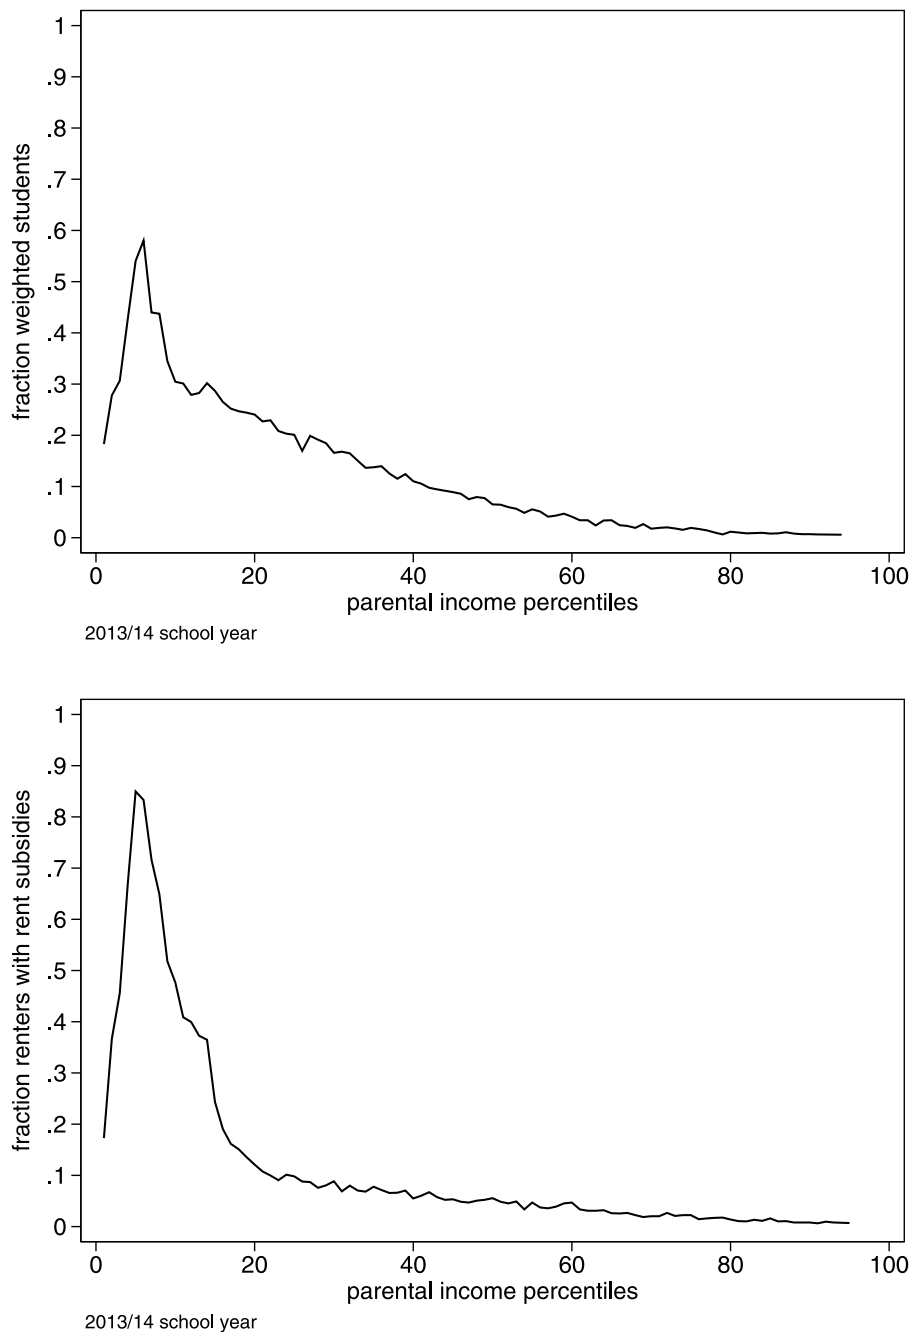 1
.9
.8
.7
.6
.5
.4
.3
.2
.1
0
fraction weighted students
0 20 40 60 80 100
parental income percentiles
2013/14 school year
1
.9
.8
.7
.6
.5
.4
.3
.2
.1
0
fraction renters with rent subsidies
0 20 40 60 80 100
parental income percentiles
2013/14 school year